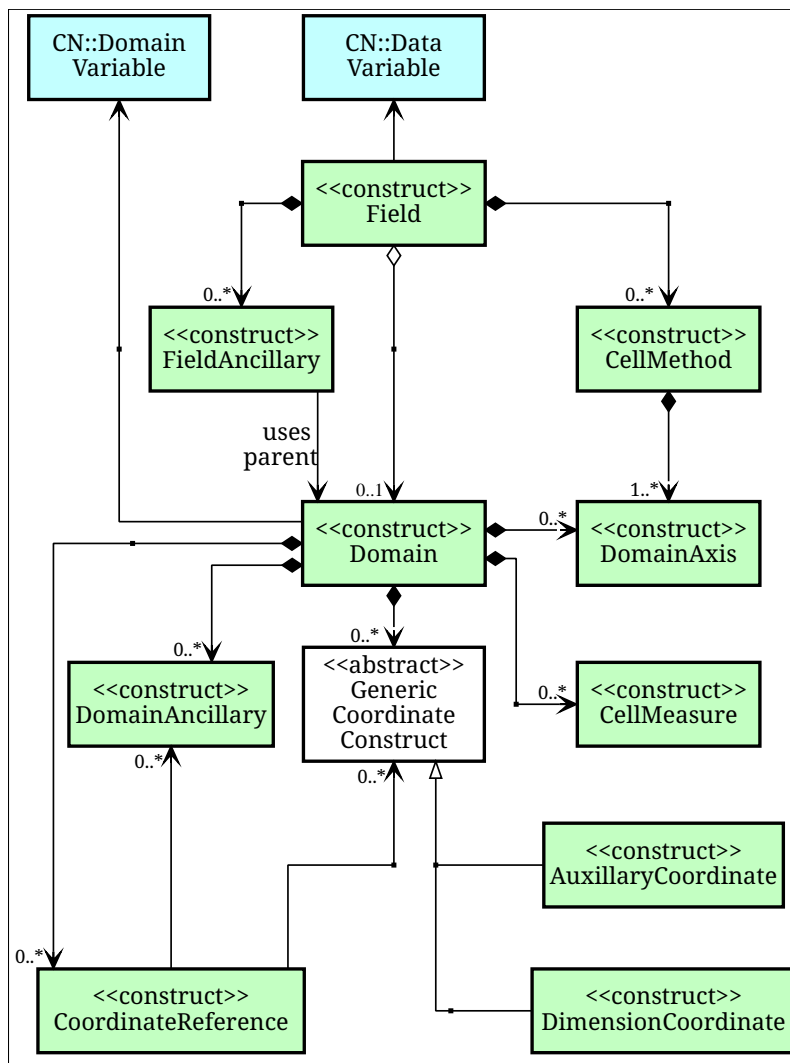 CN::Domain
Variable
CN::Data
Variable
<<construct>>
Field
0..*
0..*
<<construct>>
FieldAncillary
<<construct>>
CellMethod
uses
parent
0..1
1..*
<<construct>>
Domain
0..*
<<construct>>
DomainAxis
0..*
0..*
<<construct>>
DomainAncillary
<<abstract>>
Generic
Coordinate
Construct
0..*
<<construct>>
CellMeasure
0..*
0..*
<<construct>>
AuxillaryCoordinate
0..*
<<construct>>
CoordinateReference
<<construct>>
DimensionCoordinate